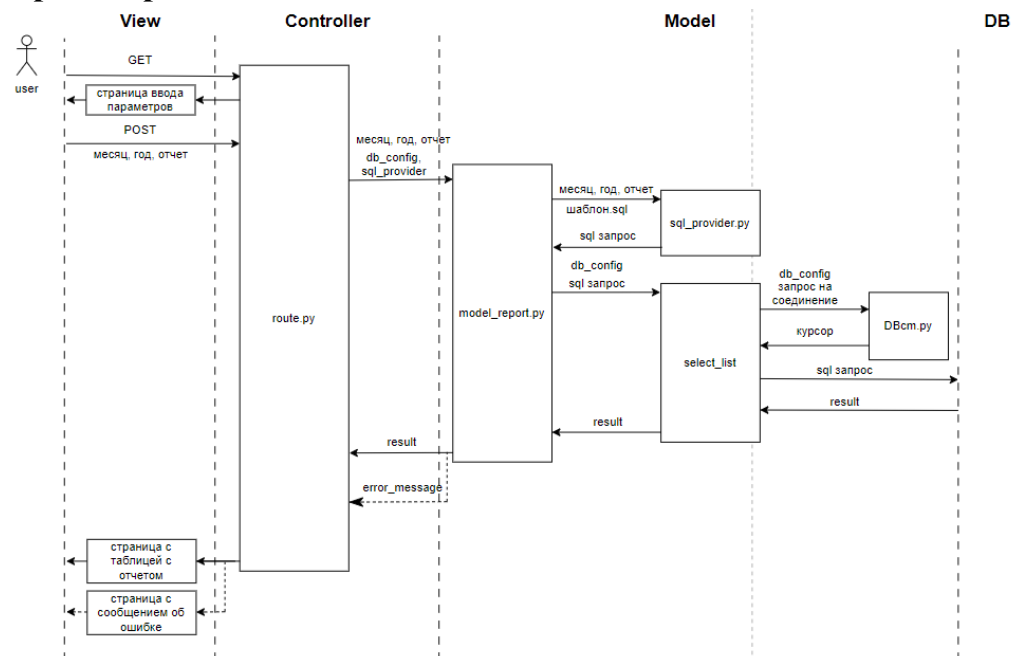 View
Controller
Model
DB
user
GET
страница ввода
параметров
POST
месяц, год, отчет
route.py
месяц, год, отчет
db_config,
sql_provider
model_report.py
месяц, год, отчет
шаблон.sql
sql_provider.py
sql запрос
db_config
sql запрос
select_list
db_config
запрос на
соединение
DBcm.py
курсор
sql запрос
result
result
result
error_message
страница с
таблицей с
отчетом
страница с
сообщением об
ошибке